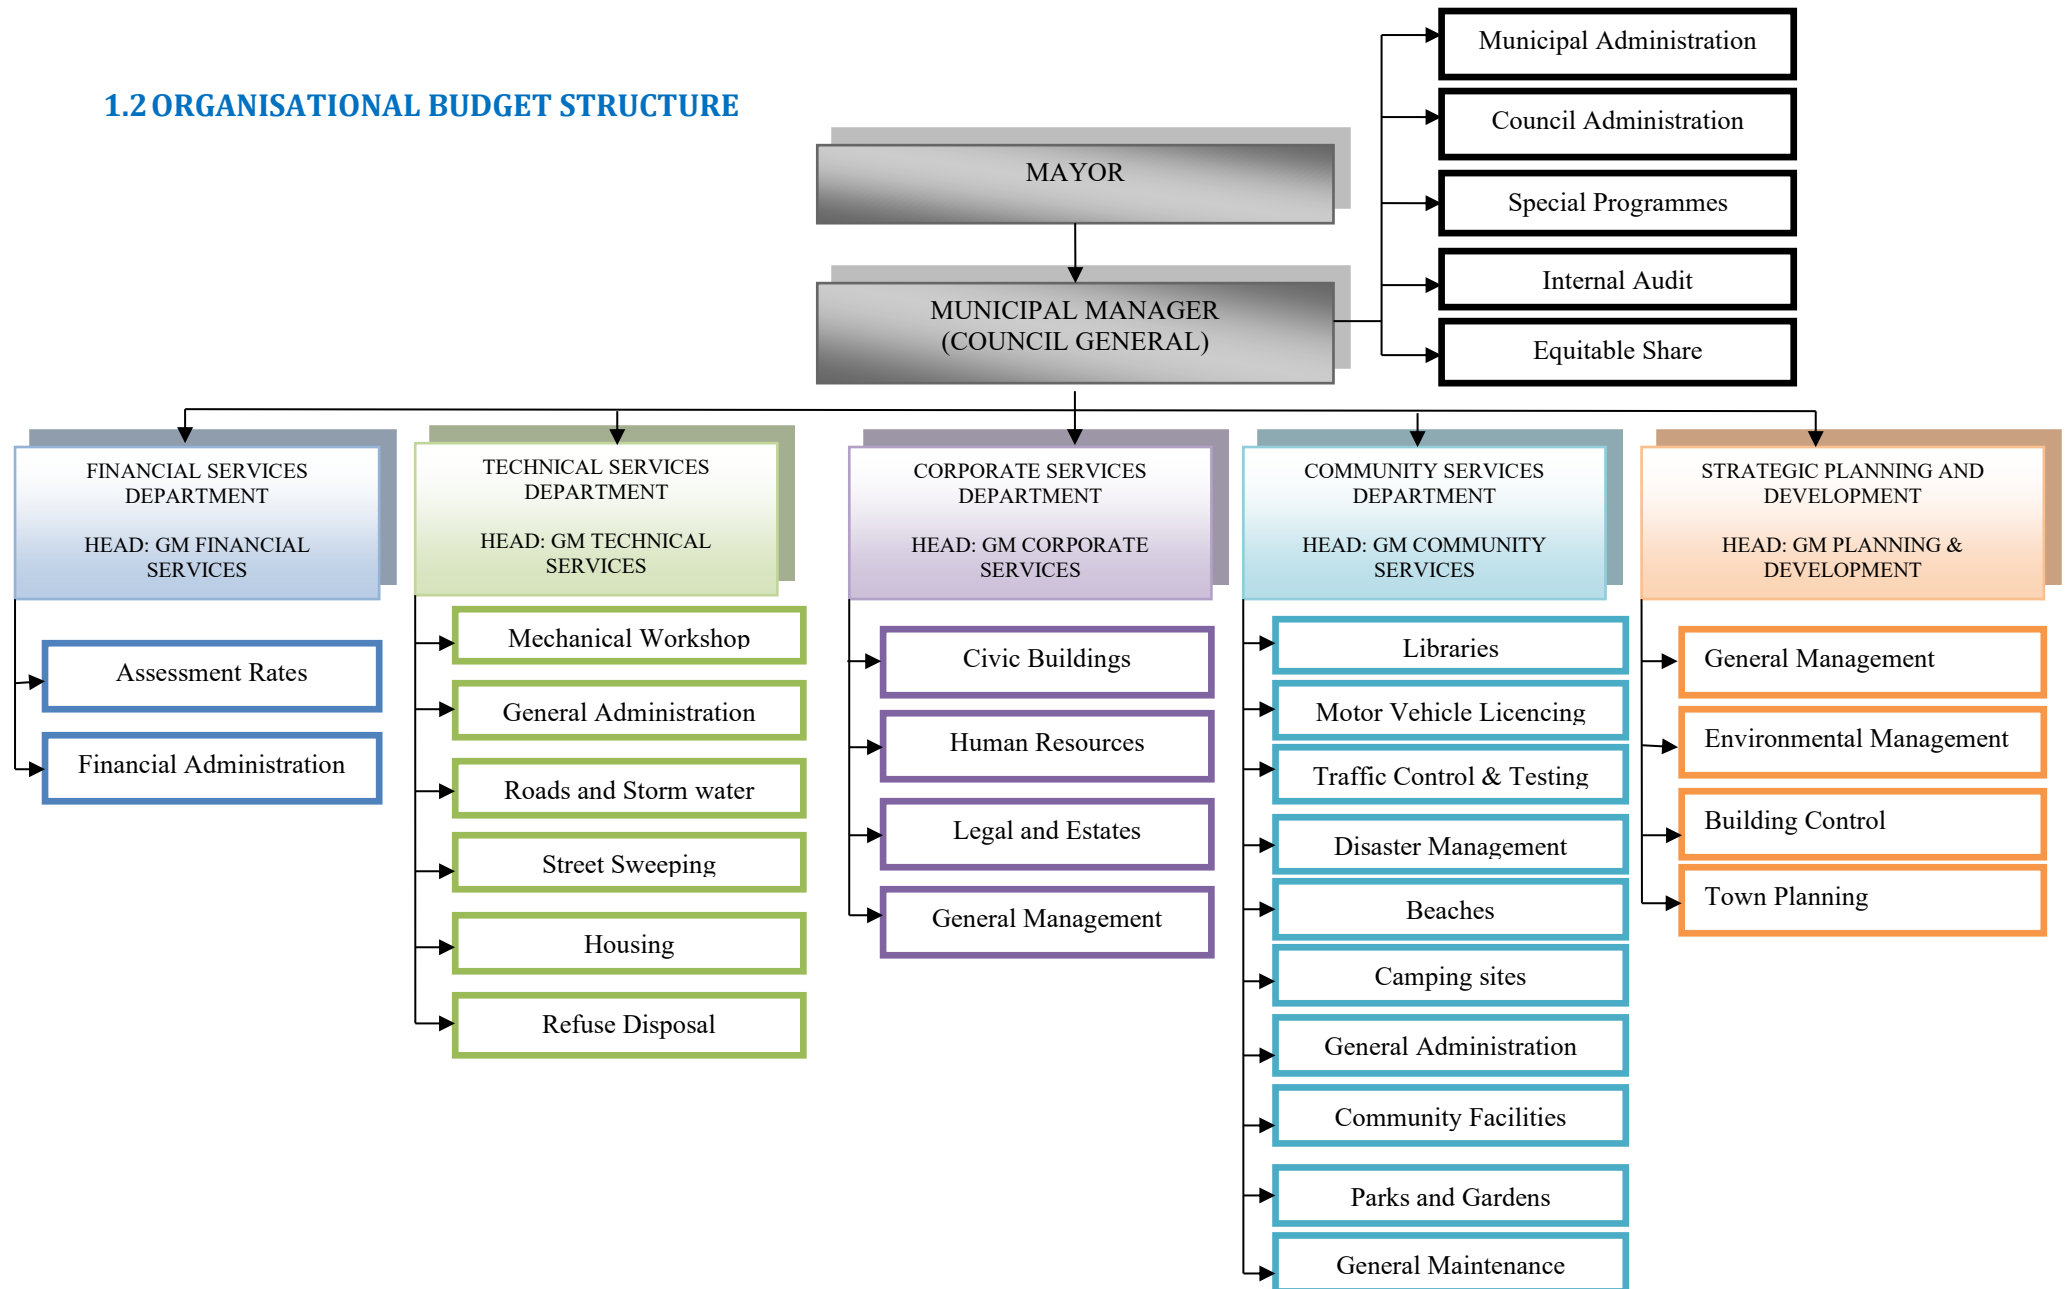 1.2 ORGANISATIONAL BUDGET STRUCTURE
MAYOR
MUNICIPAL MANAGER
(COUNCIL GENERAL)
Municipal Administration
Council Administration
Special Programmes
Internal Audit
Equitable Share
FINANCIAL SERVICES
DEPARTMENT
HEAD: GM FINANCIAL
SERVICES
Assessment Rates
Financial Administration
TECHNICAL SERVICES
DEPARTMENT
HEAD: GM TECHNICAL
SERVICES
Mechanical Workshop
General Administration
Roads and Storm water
Street Sweeping
Housing
Refuse Disposal
CORPORATE SERVICES
DEPARTMENT
HEAD: GM CORPORATE
SERVICES
Civic Buildings
Human Resources
Legal and Estates
General Management
COMMUNITY SERVICES
DEPARTMENT
HEAD: GM COMMUNITY
SERVICES
Libraries
Motor Vehicle Licencing
Traffic Control & Testing
Disaster Management
Beaches
Camping sites
General Administration
Community Facilities
Parks and Gardens
General Maintenance
STRATEGIC PLANNING AND
DEVELOPMENT
HEAD: GM PLANNING &
DEVELOPMENT
General Management
Environmental Management
Building Control
Town Planning